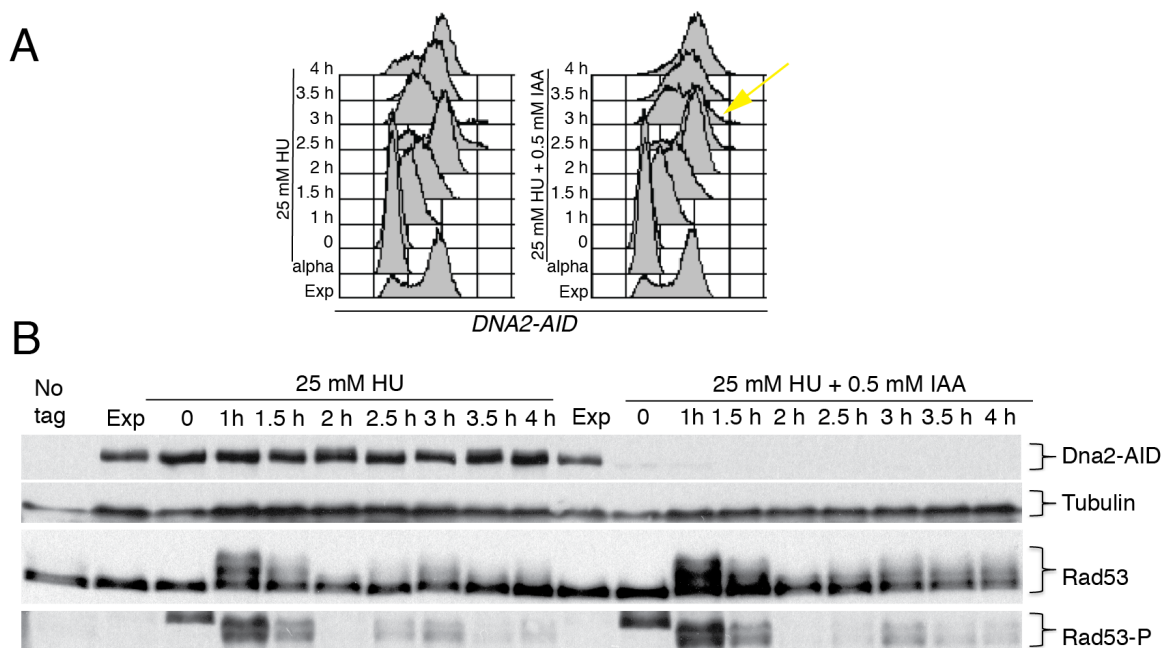 A
25 mM HU
4 h
3.5 h
3 h
2.5 h
2 h
1.5 h
1 h
0
alpha
Exp
25 mM HU + 0.5 mM IAA
4 h
3.5 h
3 h
2.5 h
2 h
1.5 h
1 h
0
alpha
Exp
DNA2-AID
B
No tag
25 mM HU
25 mM HU + 0.5 mM IAA
Exp 0 1h 1.5 h 2 h 2.5 h 3 h 3.5 h 4 h Exp 0 1h 1.5 h 2 h 2.5 h 3 h 3.5 h 4 h
Dna2-AID
Tubulin
Rad53
Rad53-P